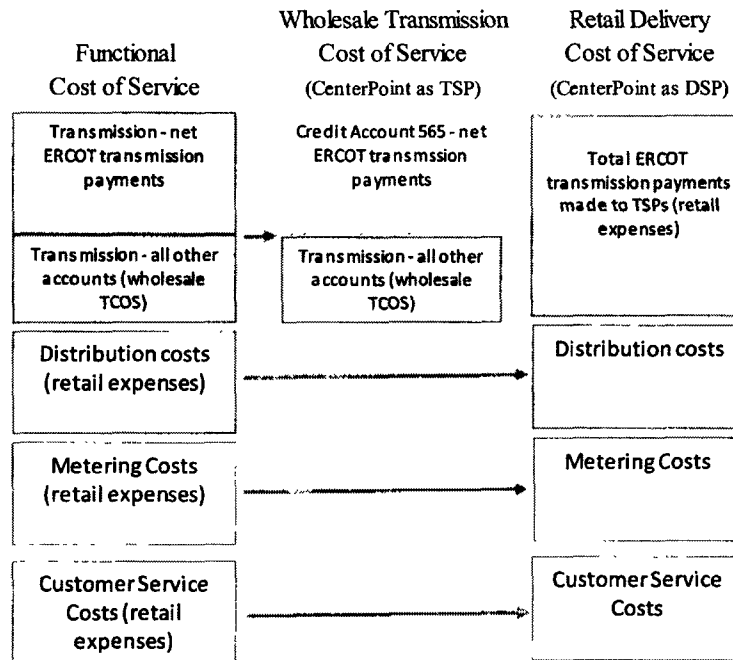 Functional
Cost of Service
Wholesale Transmission
Cost of Service
(CenterPoint as TSP)
Retail Delivery
Cost of Service
(CenterPoint as DSP)
Transmission - net
ERCOT transmission
payments
Credit Account 565 - net
ERCOT transmssion
payments
Total ERCOT
transmission payments
made to TSPs (retail
expenses)
Transmission - all other
accounts (wholesale
TCOS)
Transmission - all other
accounts (wholesale
TCOS)
Distribution costs
(retail expenses)
Distribution costs
Metering Costs
(retail expenses)
Metering Costs
Customer Service
Costs (retail
expenses)
Customer Service
Costs